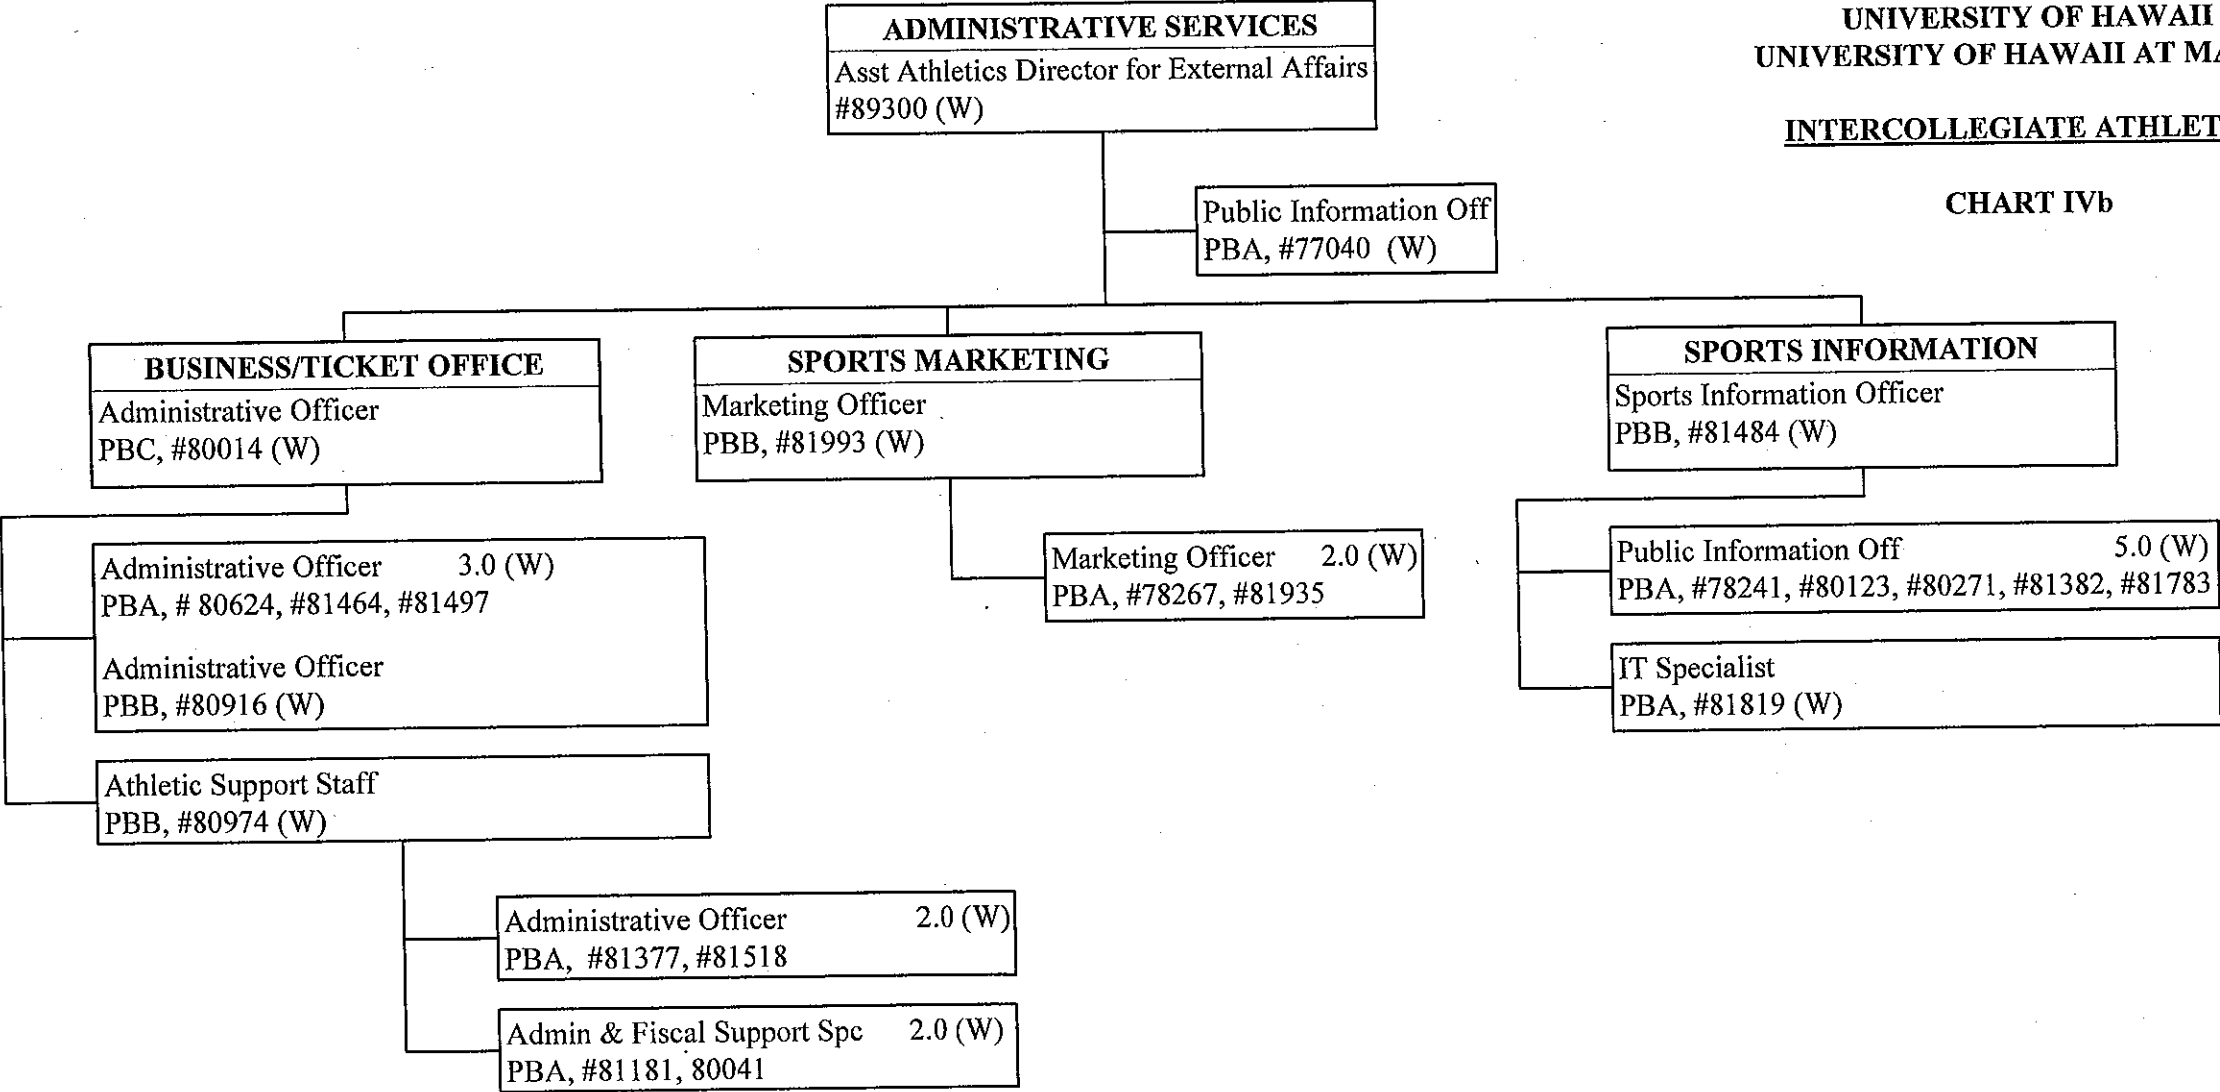 UNIVERSITY OF HAWAII
UNIVERSITY OF HAWAII AT
INTERCOLLEGIATE
CHART IVb
ADMINISTRATIVE SERVICES
Asst Athletics Director for External Affairs
#89300 (W)
Public Information Off
PBA, #77040 (W)
BUSINESS/TICKET OFFICE
Administrative Officer
PBC, #80014 (W)
Administrative Officer 3.0 (W)
PBA, # 80624, #81464, #81497
Administrative Officer
PBB, #80916 (W)
Athletic Support Staff
PBB, #80974 (W)
Administrative Officer 2.0 (W)
PBA, #81377, #81518
Admin & Fiscal Support Spc 2.0 (W)
PBA, #81181, 80041
SPORTS MARKETING
Marketing Officer
PBB, #81993 (W)
Marketing Officer 2.0 (W)
PBA, #78267, #81935
SPORTS INFORMATION
Sports Information Officer
PBB, #81484 (W)
Public Information Off 5.0 (W)
PBA, #78241, #80123, #80271, #81382, #81783
IT Specialist
PBA, #81819 (W)